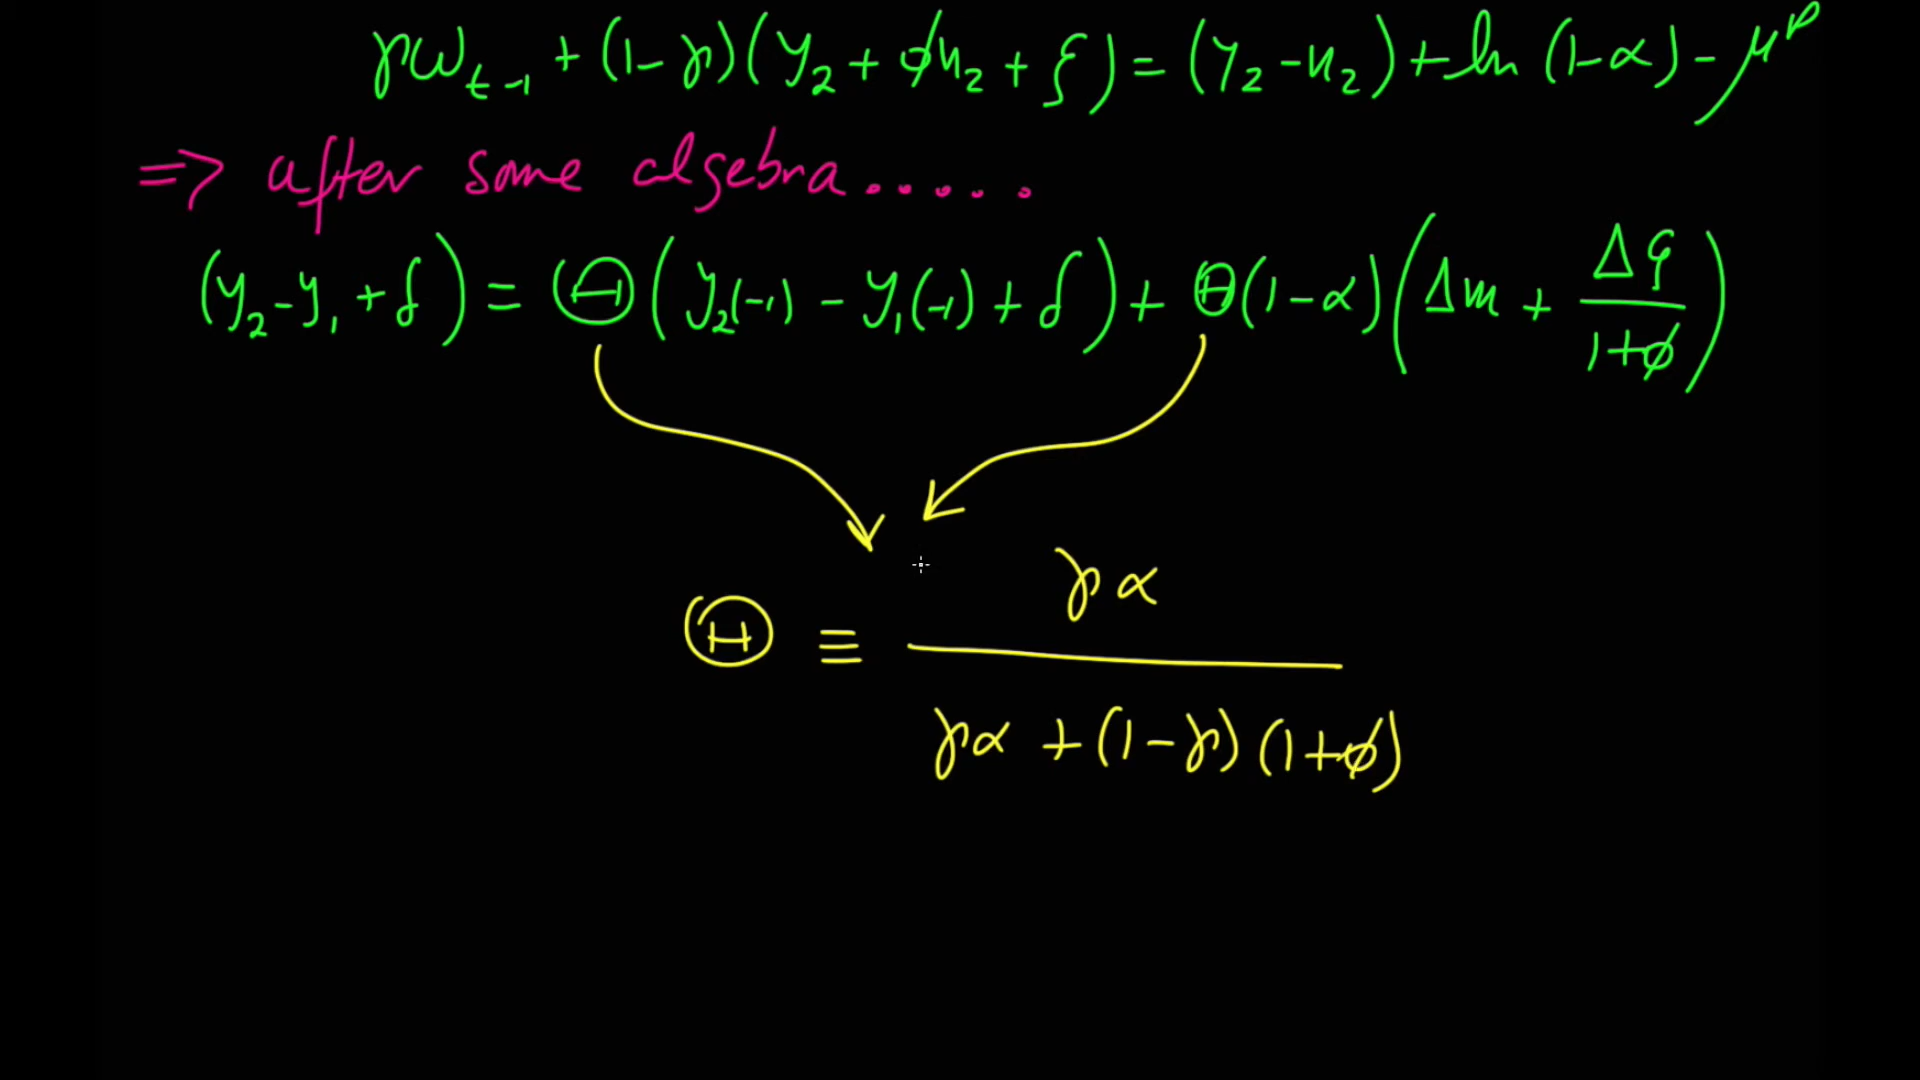 γω_{t-1} + (1-γ)(y_2 + ϕn_2 + ξ) = (y_2 - n_2) + ln (1-α) - μ^p
=> after some algebra.....
(y_2 - y_1 + δ) = Θ(y_2(-1) - y_1(-1) + δ) + Θ(1-α)(Δm + Δξ/(1+ϕ))
Θ ≡ γα / (γα + (1-γ)(1+ϕ))